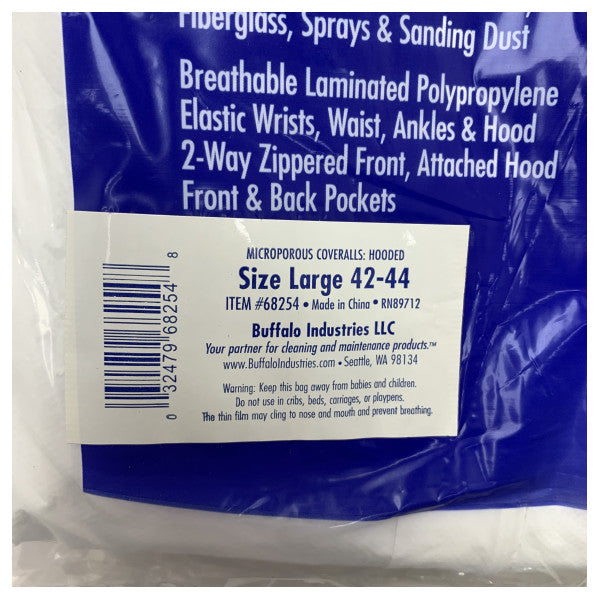 Fiberglass, Sprays & Sanding Dust
Breathable Laminated Polypropylene
Elastic Wrists, Waist, Ankles & Hood
2-Way Zippered Front, Attached Hood
Front & Back Pockets
MICROPOROUS COVERALLS: HOODED
Size Large 42-44
ITEM #68254 • Made in China • RN89712
Buffalo Industries LLC
Your partner for cleaning and maintenance products.™
www.BuffaloIndustries.com • Seattle, WA 98134
Warning: Keep this bag away from babies and children.
Do not use in cribs, beds, carriages, or playpens.
The thin film may cling to nose and mouth and prevent breathing.
0 32479 68254 8